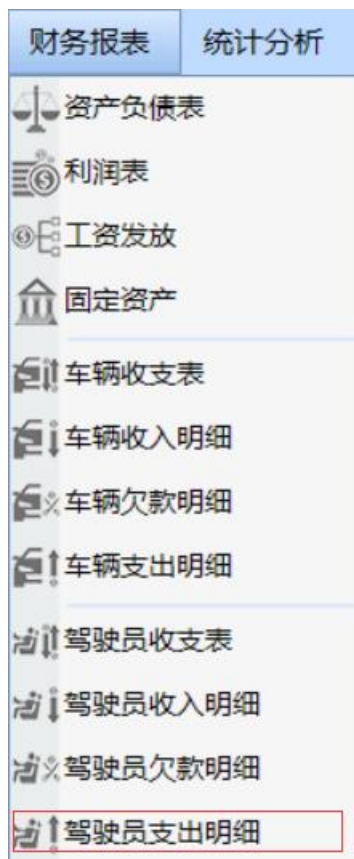 财务报表 统计分析
资产负债表
利润表
工资发放
固定资产
车辆收支表
车辆收入明细
车辆欠款明细
车辆支出明细
驾驶员收支表
驾驶员收入明细
驾驶员欠款明细
驾驶员支出明细